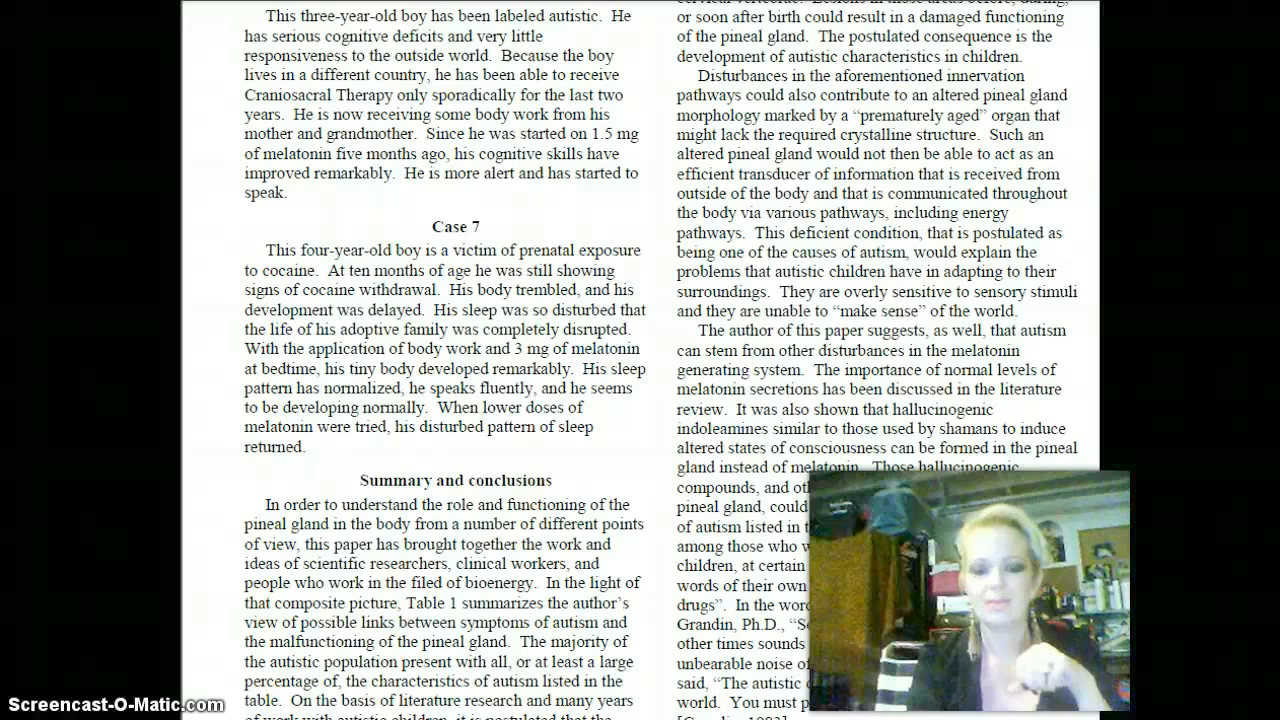 This three-year-old boy has been labeled autistic. He
has serious cognitive deficits and very little
responsiveness to the outside world. Because the boy
lives in a different country, he has been able to receive
Craniosacral Therapy only sporadically for the last two
years. He is now receiving some body work from his
mother and grandmother. Since he was started on 1.5 mg
of melatonin five months ago, his cognitive skills have
improved remarkably. He is more alert and has started to
speak.
Case 7
This four-year-old boy is a victim of prenatal exposure
to cocaine. At ten months of age he was still showing
signs of cocaine withdrawal. His body trembled, and his
development was delayed. His sleep was so disturbed that
the life of his adoptive family was completely disrupted.
With the application of body work and 3 mg of melatonin
at bedtime, his tiny body developed remarkably. His sleep
pattern has normalized, he speaks fluently, and he seems
to be developing normally. When lower doses of
melatonin were tried, his disturbed pattern of sleep
returned.
Summary and conclusions
In order to understand the role and functioning of the
pineal gland in the body from a number of different points
of view, this paper has brought together the work and
ideas of scientific researchers, clinical workers, and
people who work in the filed of bioenergy. In the light of
that composite picture, Table 1 summarizes the author's
view of possible links between symptoms of autism and
the malfunctioning of the pineal gland. The majority of
the autistic population present with all, or at least a large
percentage of, the characteristics of autism listed in the
table. On the basis of literature research and many years
of work with autistic children, it is postulated that the
or soon after birth could result in a damaged functioning
of the pineal gland. The postulated consequence is the
development of autistic characteristics in children.
Disturbances in the aforementioned innervation
pathways could also contribute to an altered pineal gland
morphology marked by a "prematurely aged" organ that
might lack the required crystalline structure. Such an
altered pineal gland would not then be able to act as an
efficient transducer of information that is received from
outside of the body and that is communicated throughout
the body via various pathways, including energy
pathways. This deficient condition, that is postulated as
being one of the causes of autism, would explain the
problems that autistic children have in adapting to their
surroundings. They are overly sensitive to sensory stimuli
and they are unable to "make sense" of the world.
The author of this paper suggests, as well, that autism
can stem from other disturbances in the melatonin
generating system. The importance of normal levels of
melatonin secretions has been discussed in the literature
review. It was also shown that hallucinogenic
indoleamines similar to those used by shamans to induce
altered states of consciousness can be formed in the pineal
gland instead of melatonin. Those hallucinogenic
compounds, and
pineal gland, could
of autism listed in
among those who
children, at certain
words of their own
drugs". In the
Grandin, Ph.D.,
other times sounds
unbearable noise
said, "The autistic
world. You must
Screencast-O-Matic.com